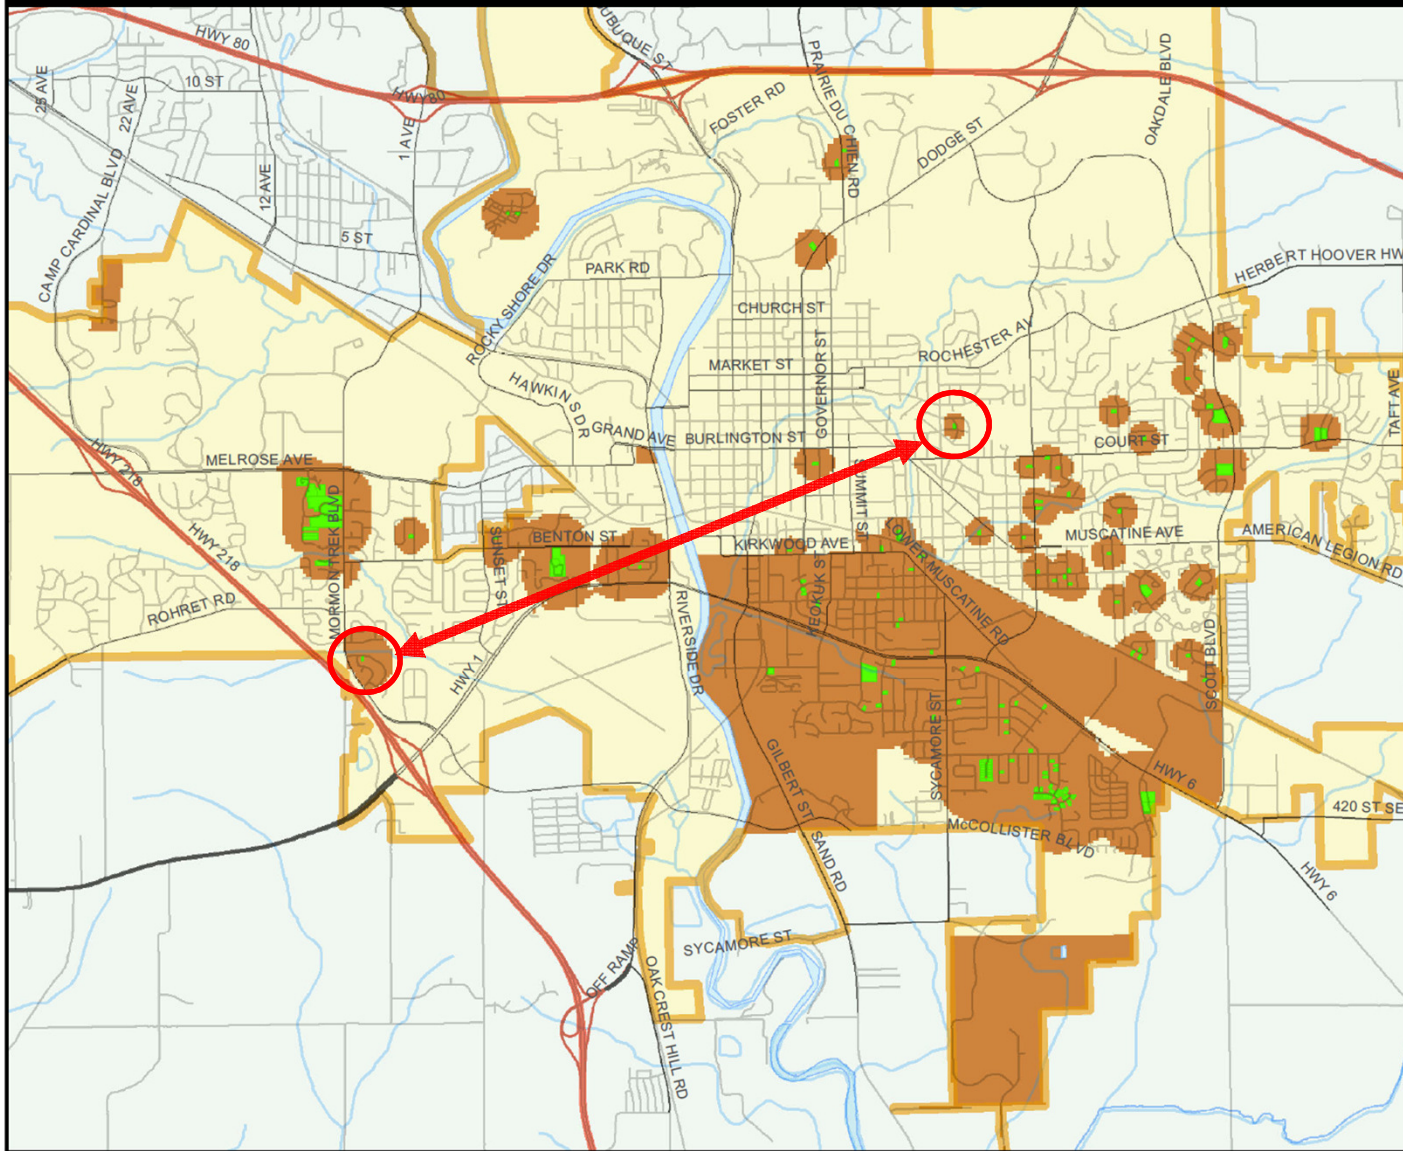 HWY 80
DUBUQUE ST
PRAIRIE DU CHIEN RD
OAKDALE BLVD
25 AVE
10 ST
22 AVE
HWY 80
FOSTER RD
DODGE ST
1 AVE
12 AVE
CAMP CARDINAL BLVD
5 ST
ROCKY SHORE DR
PARK RD
HERBERT HOOVER HW
CHURCH ST
GOVERNOR ST
ROCHESTER AV
MARKET ST
HAWKINS DR
TAFT AVE
GRAND AVE
BURLINGTON ST
COURT ST
HWY 218
MELROSE AVE
SUMMIT ST
MORMON TREK BLVD
SUNSET ST
BENTON ST
KIRKWOOD AVE
LOWER MUSCATINE RD
MUSCATINE AVE
AMERICAN LEGION RD
HWY 218
ROHRET RD
KEOKUK ST
RIVERSIDE DR
HWY 1
SCOTT BLVD
SYCAMORE ST
GILBERT ST
HWY 6
420 ST SE
McCOLLISTER BLVD
SAND RD
HWY 6
SYCAMORE ST
OFF RAMP
OAK CREST HILL RD